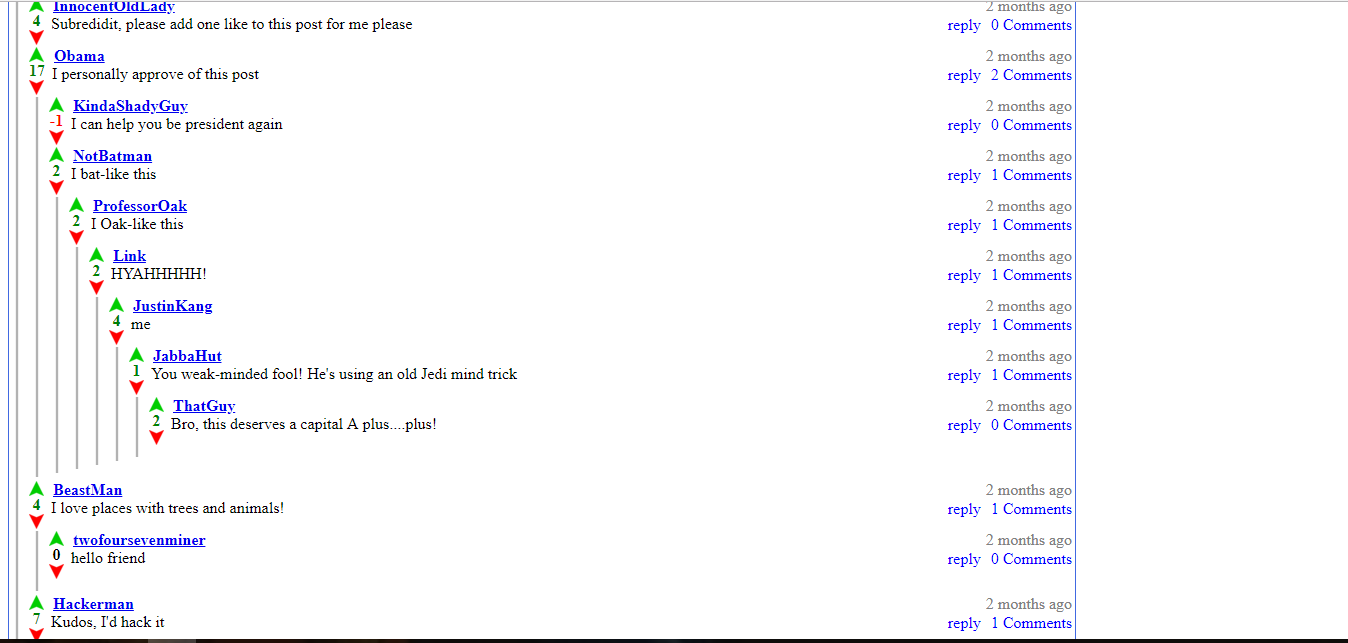 InnocentOldLady 2 months ago
4 Subredidit, please add one like to this post for me please reply 0 Comments
Obama 2 months ago
17 I personally approve of this post reply 2 Comments
KindaShadyGuy 2 months ago
-1 I can help you be president again reply 0 Comments
NotBatman 2 months ago
2 I bat-like this reply 1 Comments
ProfessorOak 2 months ago
2 I Oak-like this reply 1 Comments
Link 2 months ago
2 HYAHHHHH! reply 1 Comments
JustinKang 2 months ago
4 me reply 1 Comments
JabbaHut 2 months ago
1 You weak-minded fool! He's using an old Jedi mind trick reply 1 Comments
ThatGuy 2 months ago
2 Bro, this deserves a capital A plus....plus! reply 0 Comments
BeastMan 2 months ago
4 I love places with trees and animals! reply 1 Comments
twofoursevenminer 2 months ago
0 hello friend reply 0 Comments
Hackerman 2 months ago
7 Kudos, I'd hack it reply 1 Comments